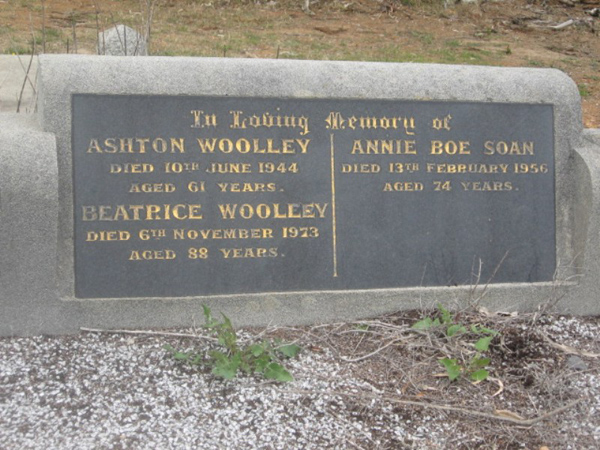 In Loving Memory of
ASHTON WOOLLEY
DIED 10TH JUNE 1944
AGED 61 YEARS.
BEATRICE WOOLLEY
DIED 6TH NOVEMBER 1973
AGED 88 YEARS.
ANNIE BOE SOAN
DIED 13TH FEBRUARY 1956
AGED 74 YEARS.